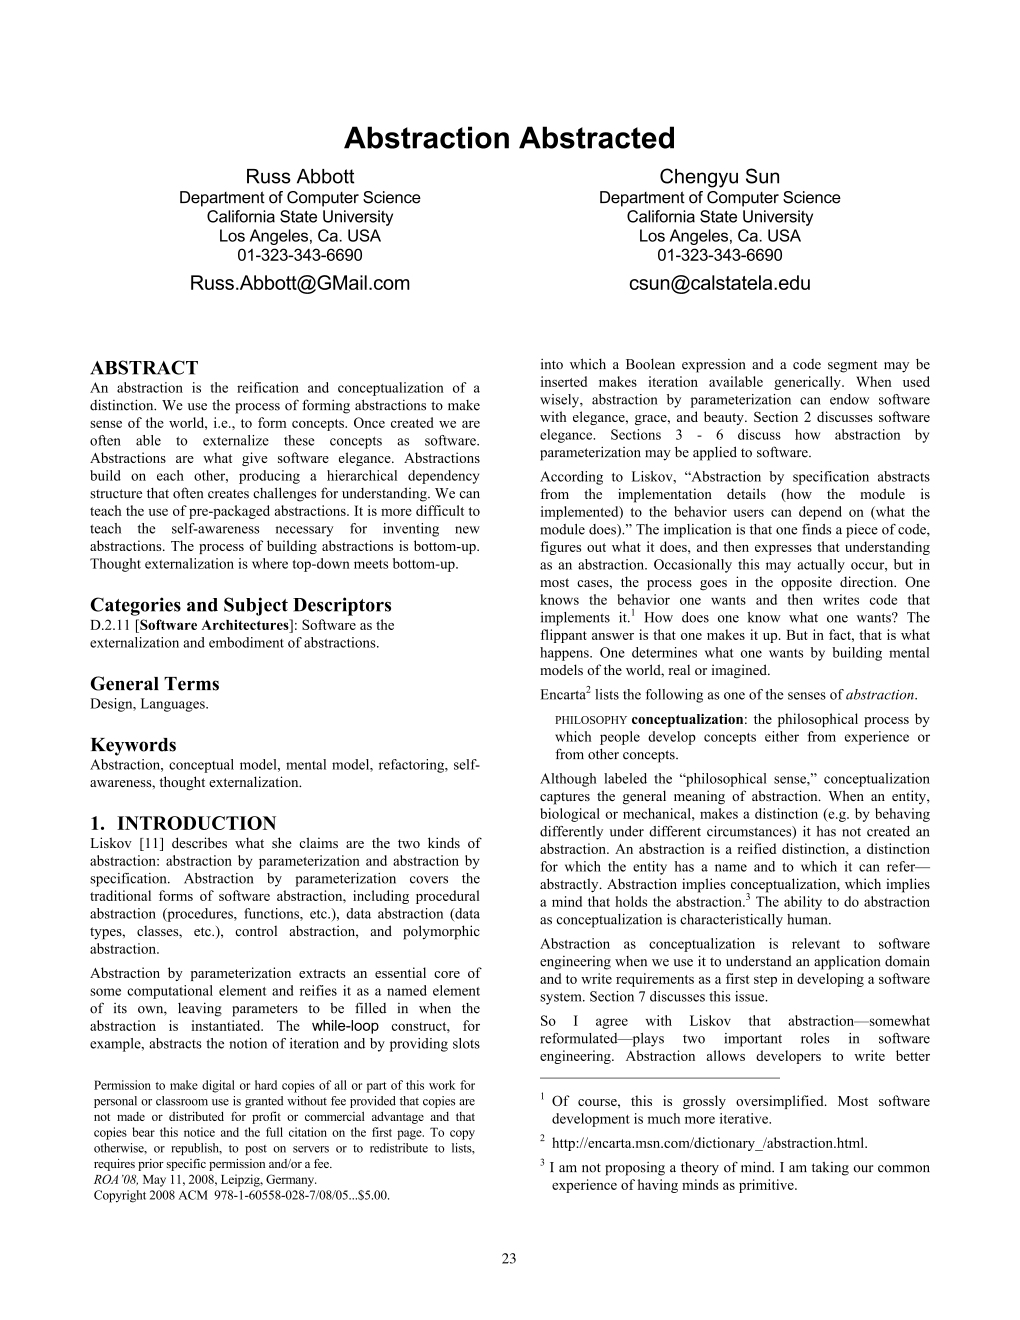 Abstraction Abstracted
Russ Abbott
Department of Computer Science
California State University
Los Angeles, Ca. USA
01-323-343-6690
Russ.Abbott@GMail.com
Chengyu Sun
Department of Computer Science
California State University
Los Angeles, Ca. USA
01-323-343-6690
csun@calstatela.edu
ABSTRACT
An abstraction is the reification and conceptualization of a
distinction. We use the process of forming abstractions to make
sense of the world, i.e., to form concepts. Once created we are
often able to externalize these concepts as software.
Abstractions are what give software elegance. Abstractions
build on each other, producing a hierarchical dependency
structure that often creates challenges for understanding. We can
teach the use of pre-packaged abstractions. It is more difficult to
teach the self-awareness necessary for inventing new
abstractions. The process of building abstractions is bottom-up.
Thought externalization is where top-down meets bottom-up.
Categories and Subject Descriptors
D.2.11 [Software Architectures]: Software as the
externalization and embodiment of abstractions.
General Terms
Design, Languages.
Keywords
Abstraction, conceptual model, mental model, refactoring, self-
awareness, thought externalization.
1. INTRODUCTION
Liskov [11] describes what she claims are the two kinds of
abstraction: abstraction by parameterization and abstraction by
specification. Abstraction by parameterization covers the
traditional forms of software abstraction, including procedural
abstraction (procedures, functions, etc.), data abstraction (data
types, classes, etc.), control abstraction, and polymorphic
abstraction.
Abstraction by parameterization extracts an essential core of
some computational element and reifies it as a named element
of its own, leaving parameters to be filled in when the
abstraction is instantiated. The while-loop construct, for
example, abstracts the notion of iteration and by providing slots
Permission to make digital or hard copies of all or part of this work for
personal or classroom use is granted without fee provided that copies are
not made or distributed for profit or commercial advantage and that
copies bear this notice and the full citation on the first page. To copy
otherwise, or republish, to post on servers or to redistribute to lists,
requires prior specific permission and/or a fee.
ROA’08, May 11, 2008, Leipzig, Germany.
Copyright 2008 ACM 978-1-60558-028-7/08/05...$5.00.
into which a Boolean expression and a code segment may be
inserted makes iteration available generically. When used
wisely, abstraction by parameterization can endow software
with elegance, grace, and beauty. Section 2 discusses software
elegance. Sections 3 - 6 discuss how abstraction by
parameterization may be applied to software.
According to Liskov, “Abstraction by specification abstracts
from the implementation details (how the module is
implemented) to the behavior users can depend on (what the
module does).” The implication is that one finds a piece of code,
figures out what it does, and then expresses that understanding
as an abstraction. Occasionally this may actually occur, but in
most cases, the process goes in the opposite direction. One
knows the behavior one wants and then writes code that
implements it.1 How does one know what one wants? The
flippant answer is that one makes it up. But in fact, that is what
happens. One determines what one wants by building mental
models of the world, real or imagined.
Encarta2 lists the following as one of the senses of abstraction.
PHILOSOPHY conceptualization: the philosophical process by
which people develop concepts either from experience or
from other concepts.
Although labeled the “philosophical sense,” conceptualization
captures the general meaning of abstraction. When an entity,
biological or mechanical, makes a distinction (e.g. by behaving
differently under different circumstances) it has not created an
abstraction. An abstraction is a reified distinction, a distinction
for which the entity has a name and to which it can refer—
abstractly. Abstraction implies conceptualization, which implies
a mind that holds the abstraction.3 The ability to do abstraction
as conceptualization is characteristically human.
Abstraction as conceptualization is relevant to software
engineering when we use it to understand an application domain
and to write requirements as a first step in developing a software
system. Section 7 discusses this issue.
So I agree with Liskov that abstraction—somewhat
reformulated—plays two important roles in software
engineering. Abstraction allows developers to write better
1 Of course, this is grossly oversimplified. Most software
development is much more iterative.
2 http://encarta.msn.com/dictionary_/abstraction.html.
3 I am not proposing a theory of mind. I am taking our common
experience of having minds as primitive.
23